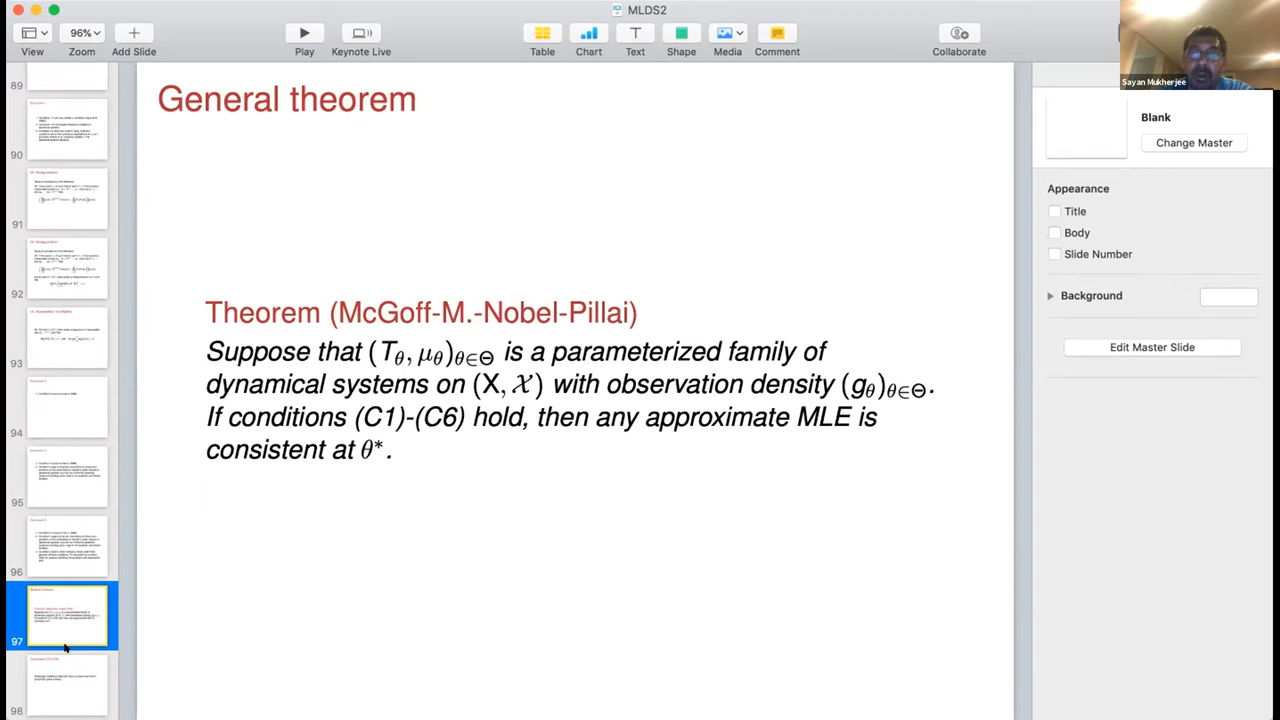 MLDS2
96%
View
Zoom
Add Slide
Play
Keynote Live
Table
Chart
Text
Shape
Media
Comment
Collaborate
Sayan Mukherjee
89
90
91
92
93
94
95
96
97
98
General theorem
Theorem (McGoff-M.-Nobel-Pillai)
Suppose that (T_θ, μ_θ)_{θ∈Θ} is a parameterized family of
dynamical systems on (X, 𝒳) with observation density (g_θ)_{θ∈Θ}.
If conditions (C1)-(C6) hold, then any approximate MLE is
consistent at θ*.
Blank
Change Master
Appearance
Title
Body
Slide Number
Background
Edit Master Slide